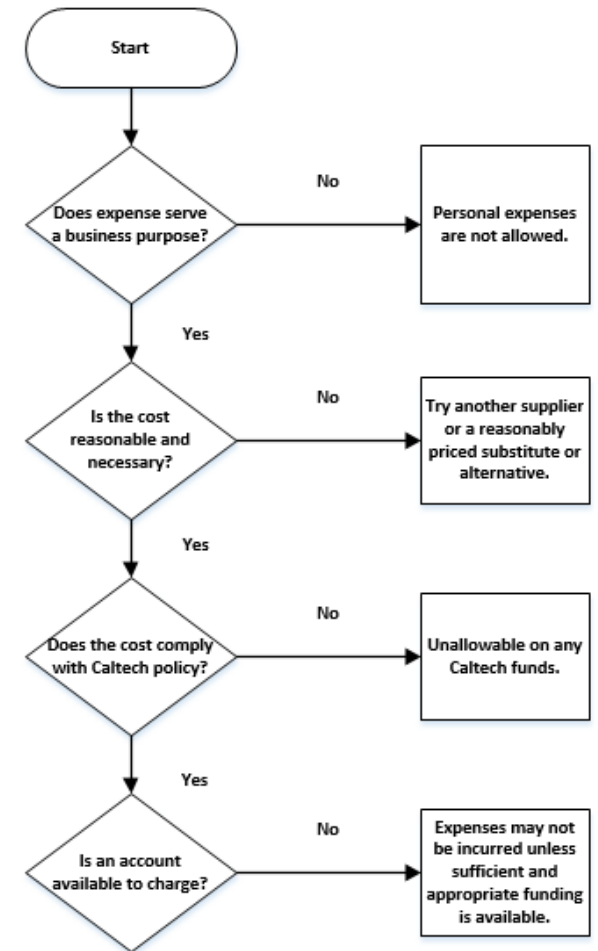 Start
Does expense serve
a business purpose?
No
Personal expenses
are not allowed.
Yes
Is the cost
reasonable and
necessary?
No
Try another supplier
or a reasonably
priced substitute or
alternative.
Yes
Does the cost comply
with Caltech policy?
No
Unallowable on any
Caltech funds.
Yes
Is an account
available to charge?
No
Expenses may not
be incurred unless
sufficient and
appropriate funding
is available.